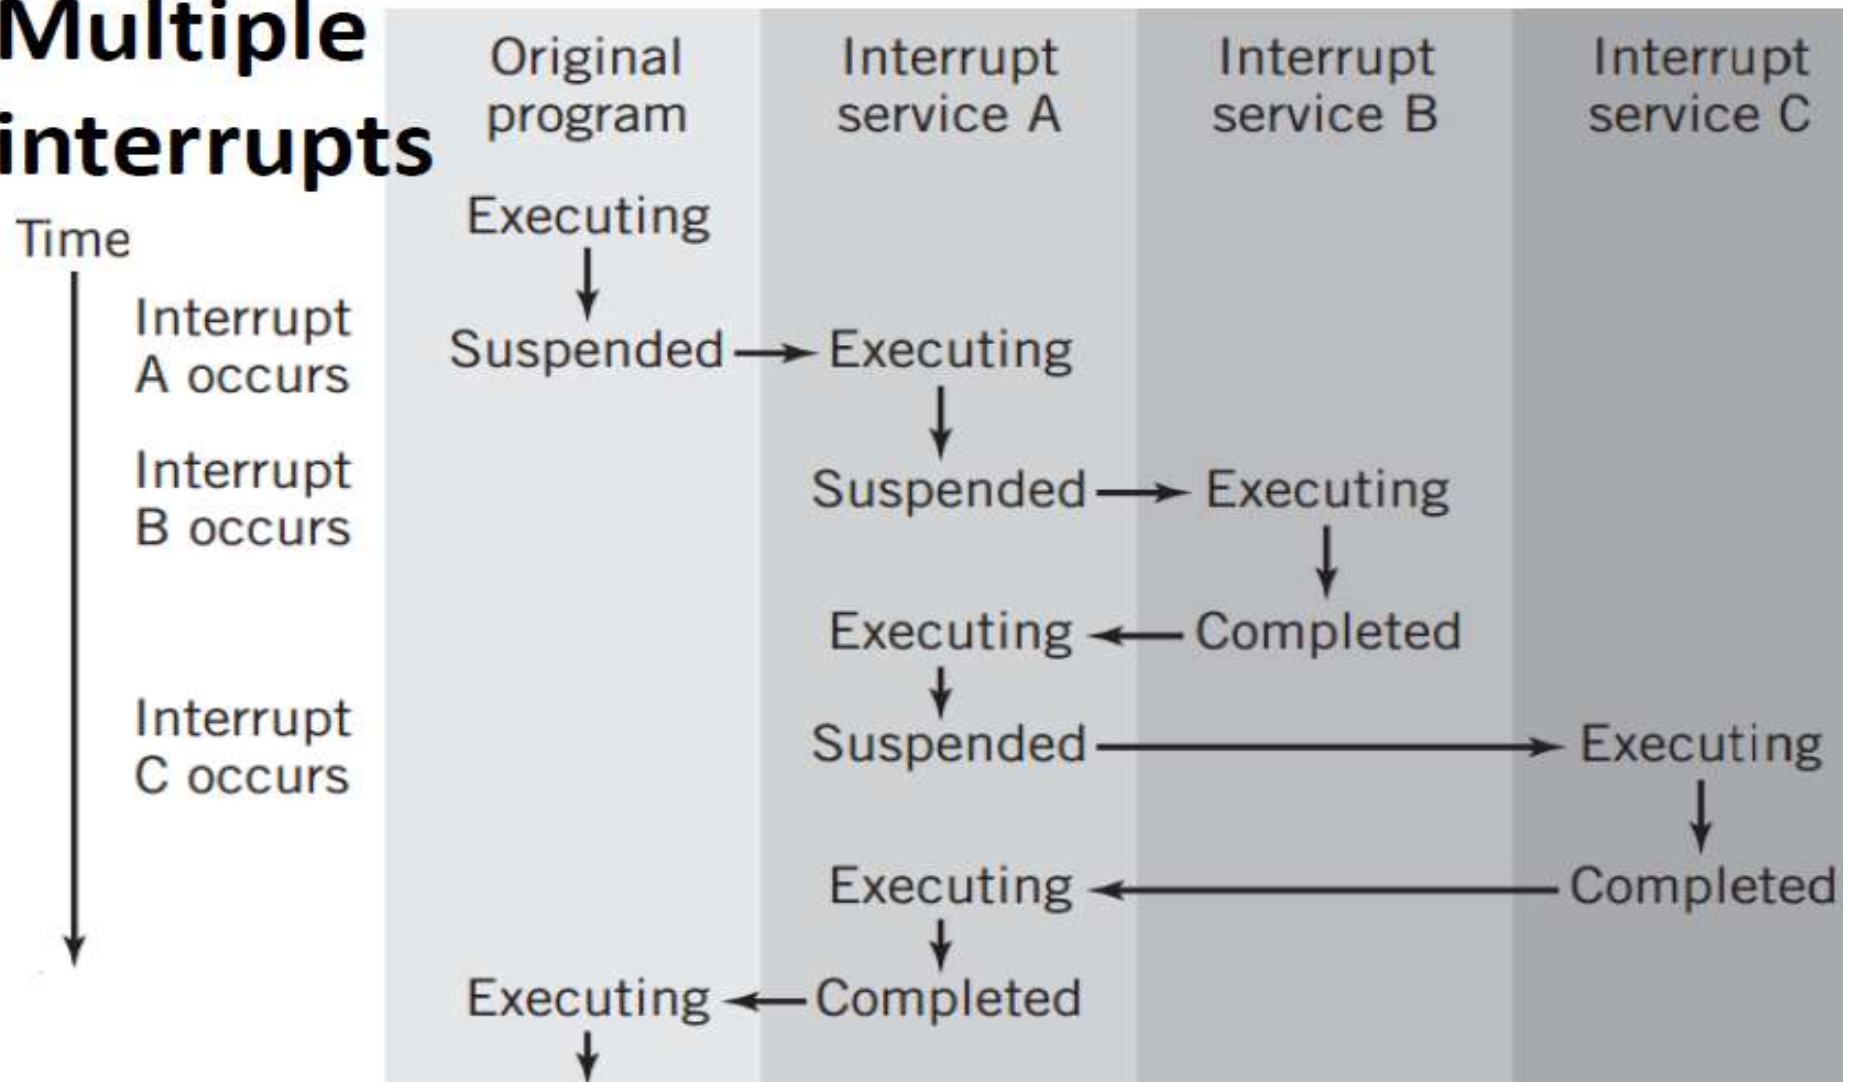 Multiple
interrupts
Original
program
Interrupt
service A
Interrupt
service B
Interrupt
service C
Time
Executing
Interrupt
A occurs
Suspended Executing
Interrupt
B occurs
Suspended Executing
Executing Completed
Interrupt
C occurs
Suspended Executing
Executing Completed
Executing Completed